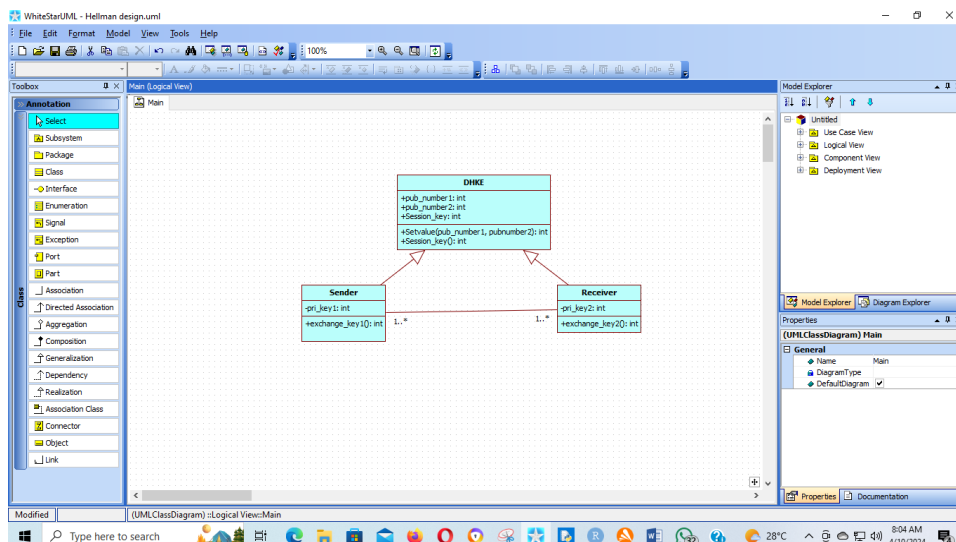 WhiteStarUML - Hellman design.uml
File Edit Format Model View Tools Help
100%
Toolbox
Main (Logical View)
Model Explorer
Annotation
Main
Select
Subsystem
Package
Class
Interface
Enumeration
Signal
Exception
Port
Part
Association
Directed Association
Aggregation
Composition
Generalization
Dependency
Realization
Association Class
Connector
Object
Link
Class
DHKE
+pub_number1: int
+pub_number2: int
+Session_key: int
+Setvalue(pub_number1, pubnumber2): int
+Session_key(): int
Sender
-pri_key1: int
+exchange_key1(): int
1..*
1..*
Receiver
-pri_key2: int
+exchange_key2(): int
Untitled
Use Case View
Logical View
Component View
Deployment View
Model Explorer Diagram Explorer
Properties
(UMLClassDiagram) Main
General
Name Main
DiagramType
DefaultDiagram
Properties Documentation
Modified (UMLClassDiagram) ::Logical View::Main
Type here to search
28°C
8:04 AM
4/19/2024